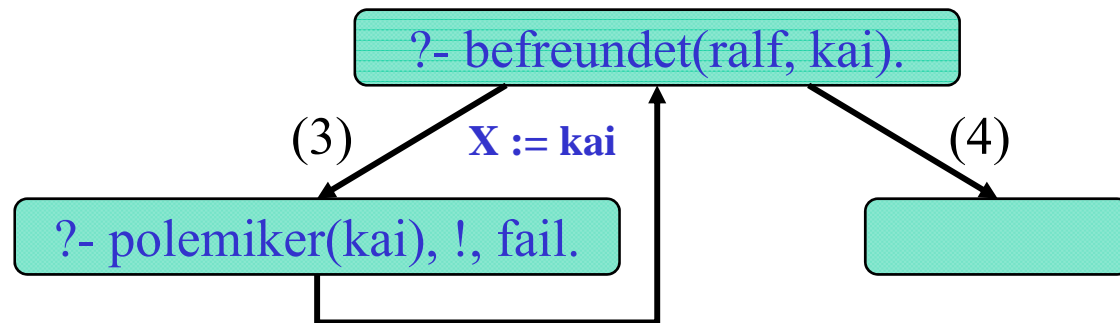 ?- befreundet(ralf, kai).
(3)
X := kai
(4)
?- polemiker(kai), !, fail.